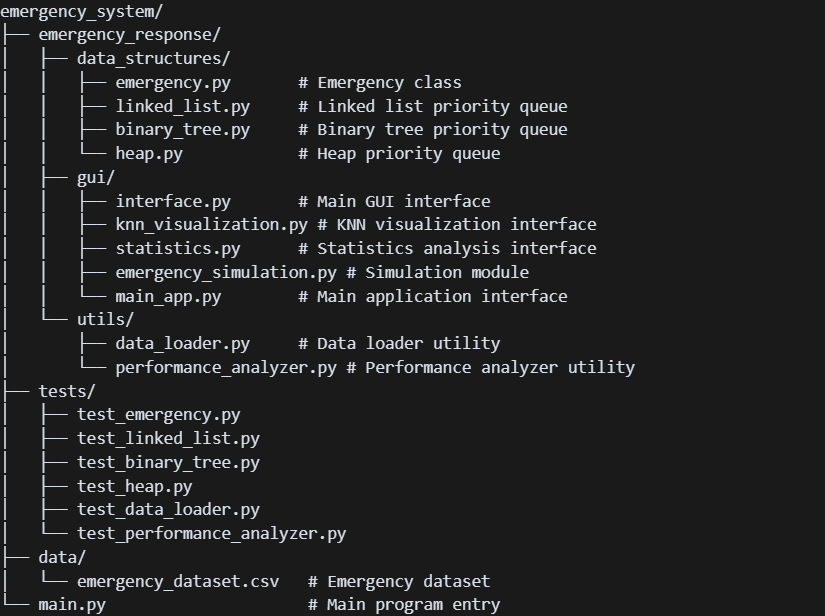 emergency_system/
├── emergency_response/
│   ├── data_structures/
│   │   ├── emergency.py       # Emergency class
│   │   ├── linked_list.py     # Linked list priority queue
│   │   ├── binary_tree.py     # Binary tree priority queue
│   │   └── heap.py            # Heap priority queue
│   ├── gui/
│   │   ├── interface.py       # Main GUI interface
│   │   ├── knn_visualization.py # KNN visualization interface
│   │   ├── statistics.py      # Statistics analysis interface
│   │   ├── emergency_simulation.py # Simulation module
│   │   └── main_app.py        # Main application interface
│   └── utils/
│       ├── data_loader.py     # Data loader utility
│       └── performance_analyzer.py # Performance analyzer utility
├── tests/
│   ├── test_emergency.py
│   ├── test_linked_list.py
│   ├── test_binary_tree.py
│   ├── test_heap.py
│   ├── test_data_loader.py
│   └── test_performance_analyzer.py
├── data/
│   └── emergency_dataset.csv   # Emergency dataset
└── main.py                     # Main program entry